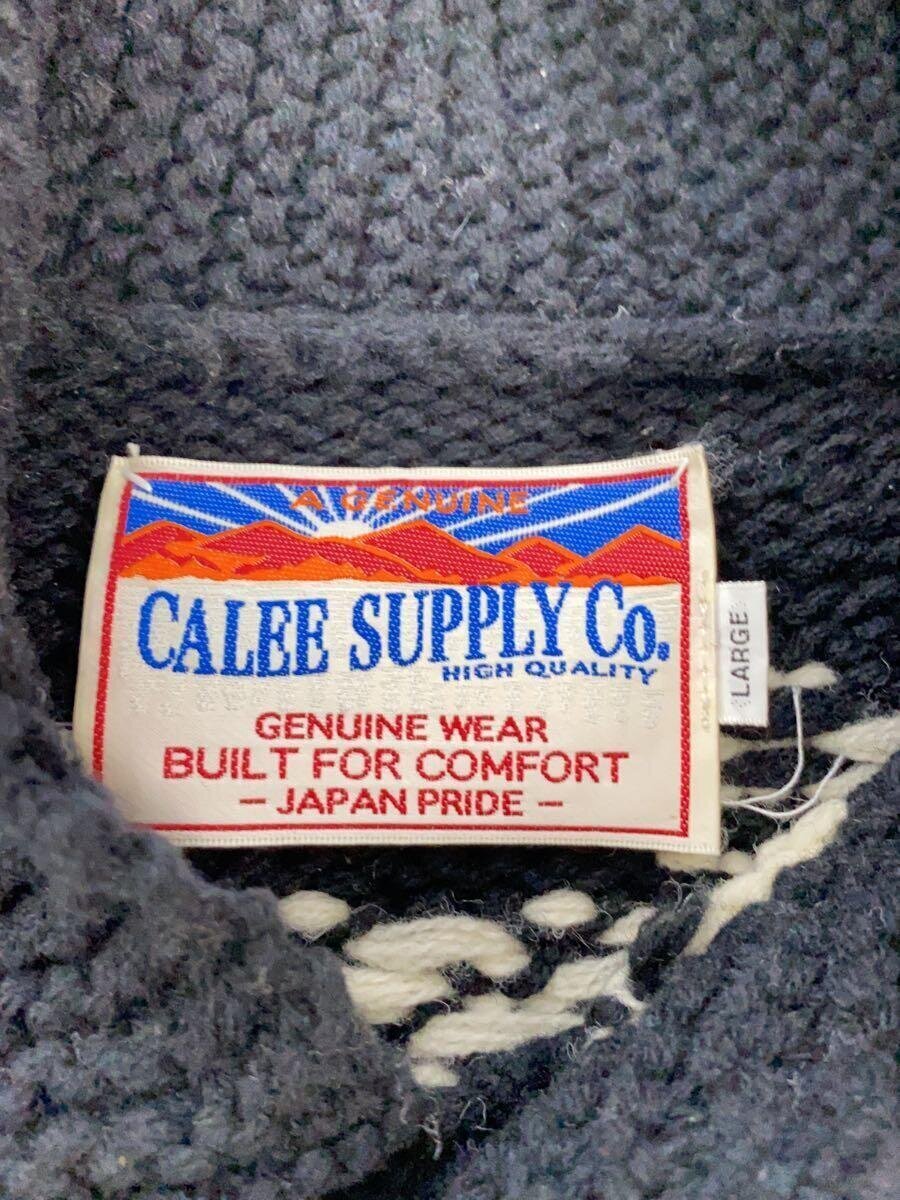 A GENUINE
CALEE SUPPLY CO.
HIGH QUALITY
GENUINE WEAR
BUILT FOR COMFORT
- JAPAN PRIDE -
LARGE